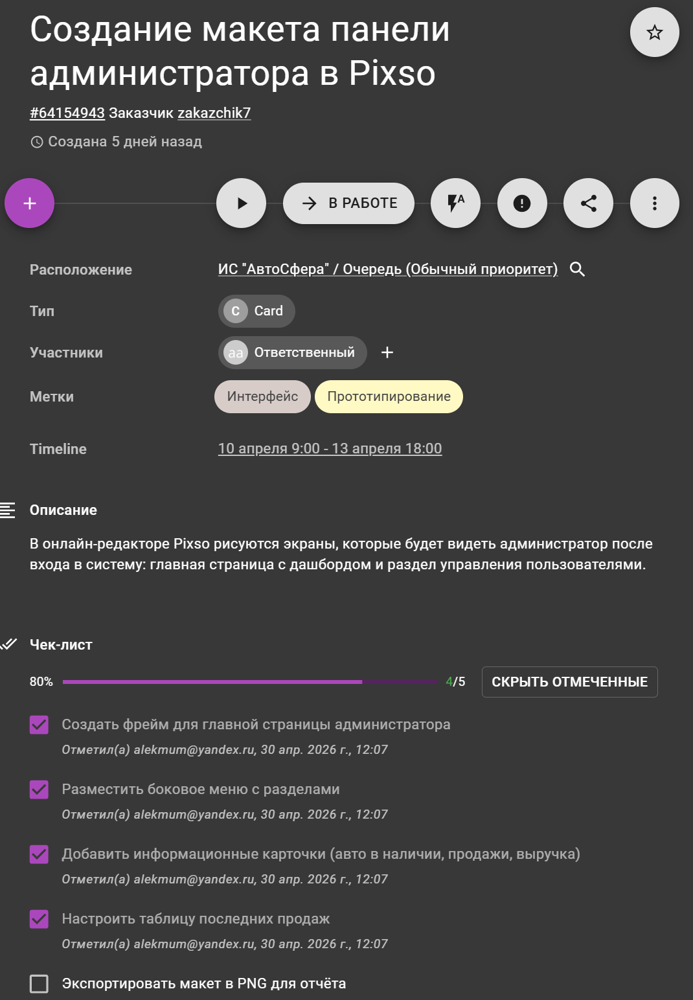 Создание макета панели
администратора в Pixso
#64154943 Заказчик zakazchik7
Создана 5 дней назад
В РАБОТЕ
A
Расположение
ИС "АвтоСфера" / Очередь (Обычный приоритет)
Тип
C Card
Участники
aa Ответственный
Метки
Интерфейс Прототипирование
Timeline
10 апреля 9:00 - 13 апреля 18:00
Описание
В онлайн-редакторе Pixso рисуются экраны, которые будет видеть администратор после
входа в систему: главная страница с дашбордом и раздел управления пользователями.
Чек-лист
80% 4/5 СКРЫТЬ ОТМЕЧЕННЫЕ
Создать фрейм для главной страницы администратора
Отметил(а) alekmum@yandex.ru, 30 апр. 2026 г., 12:07
Разместить боковое меню с разделами
Отметил(а) alekmum@yandex.ru, 30 апр. 2026 г., 12:07
Добавить информационные карточки (авто в наличии, продажи, выручка)
Отметил(а) alekmum@yandex.ru, 30 апр. 2026 г., 12:07
Настроить таблицу последних продаж
Отметил(а) alekmum@yandex.ru, 30 апр. 2026 г., 12:07
Экспортировать макет в PNG для отчёта